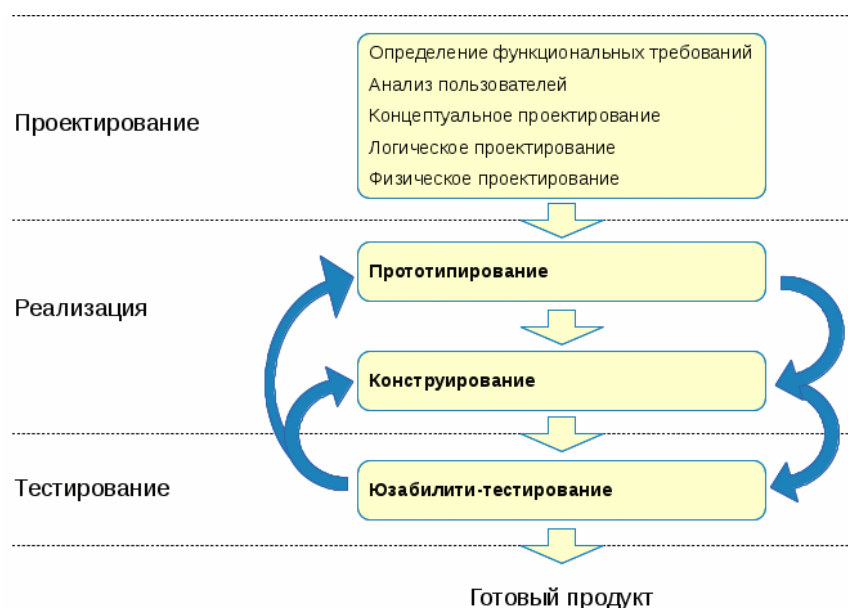 Определение функциональных требований
Анализ пользователей
Проектирование
Концептуальное проектирование
Логическое проектирование
Физическое проектирование
Прототипирование
Реализация
Конструирование
Тестирование
Юзабилити-тестирование
Готовый продукт